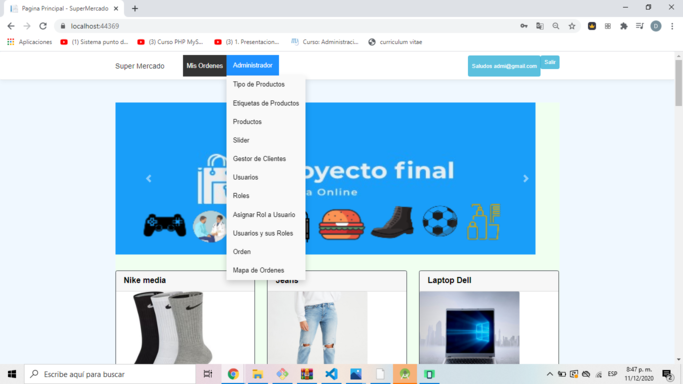 Pagina Principal - SuperMercado
localhost:44369
Aplicaciones
(1) Sistema punto d...
(3) Curso PHP MyS...
(3) 1. Presentacion...
Curso: Administraci...
curriculum vitae
Super Mercado
Mis Ordenes
Administrador
Saludos admi@gmail.com
Salir
Tipo de Productos
Etiquetas de Productos
Productos
Slider
Gestor de Clientes
Usuarios
Roles
Asignar Rol a Usuario
Usuarios y sus Roles
Orden
Mapa de Ordenes
oyecto final
a Online
Nike media
Jeans
Laptop Dell
Escribe aquí para buscar
ESP
8:47 p. m.
11/12/2020